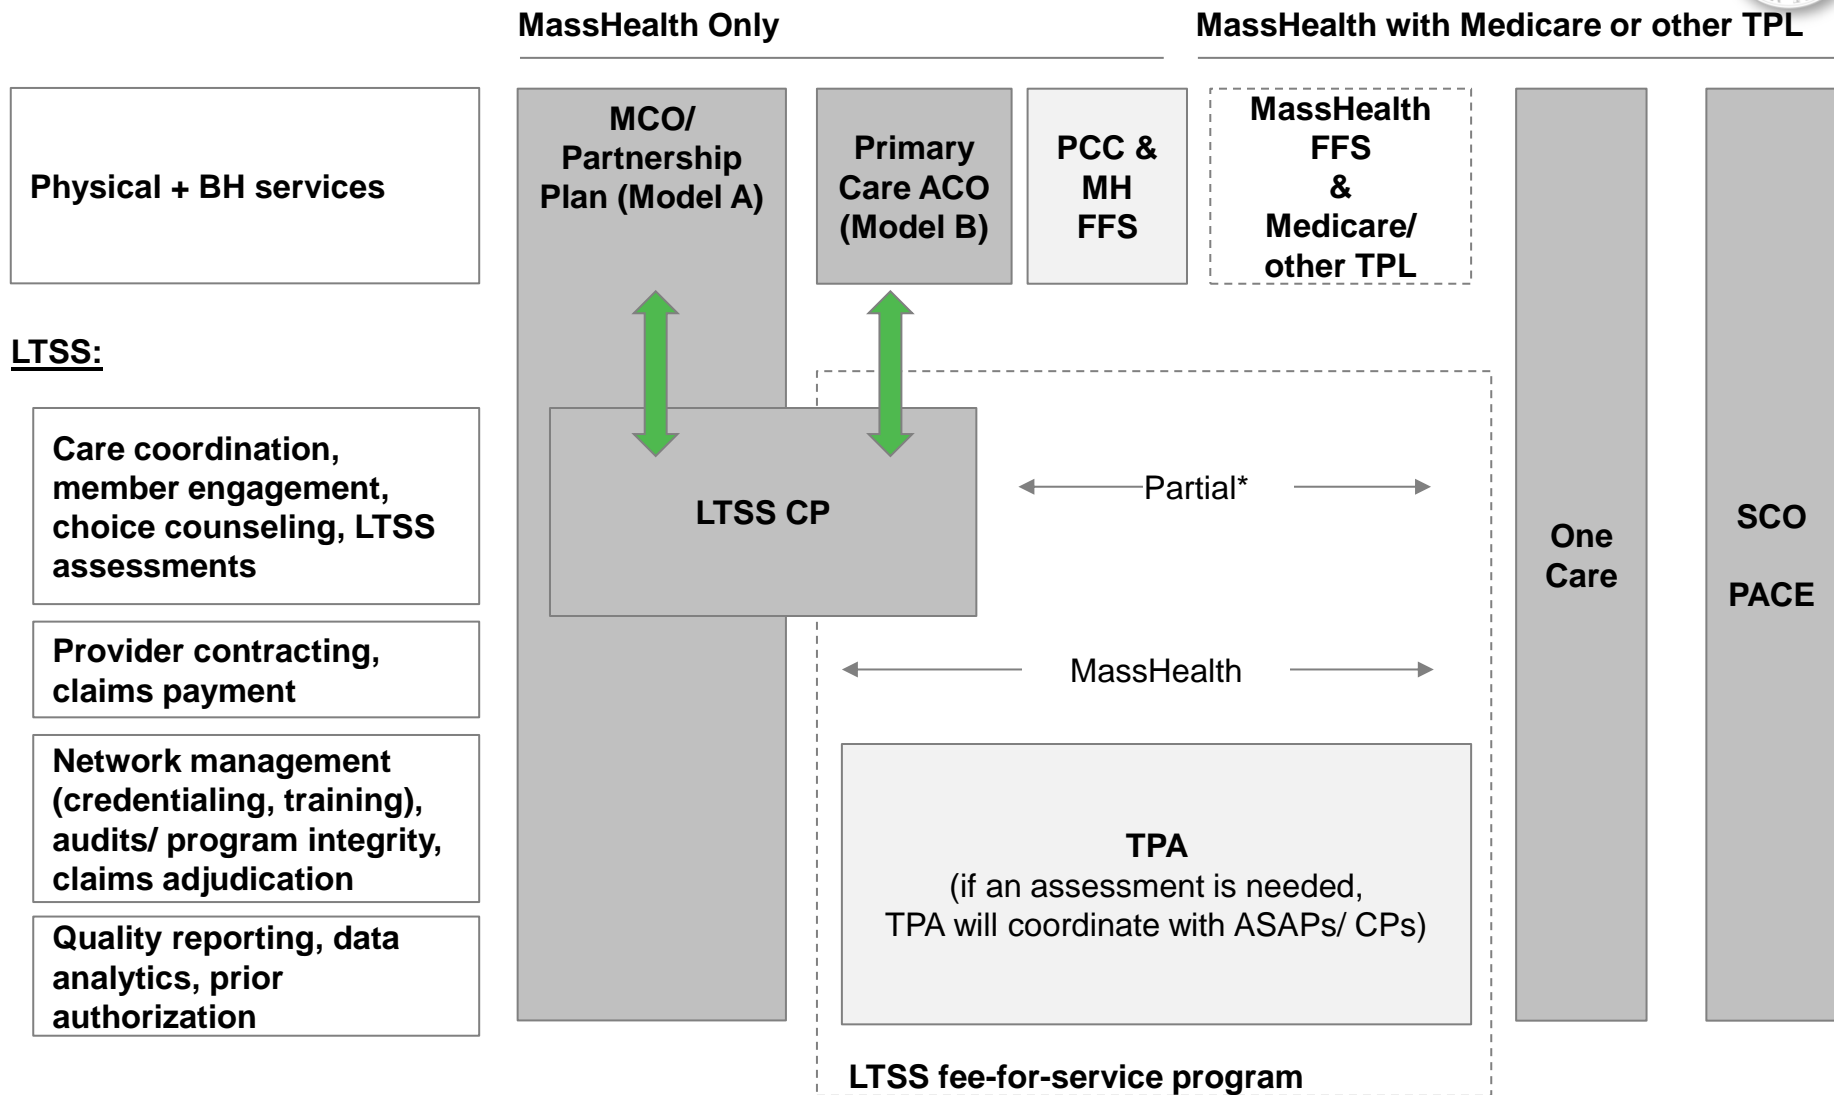 MassHealth Only
MassHealth with Medicare or other TPL
Physical + BH services
MCO/
Partnership
Plan (Model A)
Primary
Care ACO
(Model B)
PCC &
MH
FFS
MassHealth
FFS
&
Medicare/
other TPL
LTSS:
Care coordination,
member engagement,
choice counseling, LTSS
assessments
LTSS CP
Partial*
One
Care
SCO
PACE
Provider contracting,
claims payment
MassHealth
Network management
(credentialing, training),
audits/ program integrity,
claims adjudication
TPA
(if an assessment is needed,
TPA will coordinate with ASAPs/ CPs)
Quality reporting, data
analytics, prior
authorization
LTSS fee-for-service program